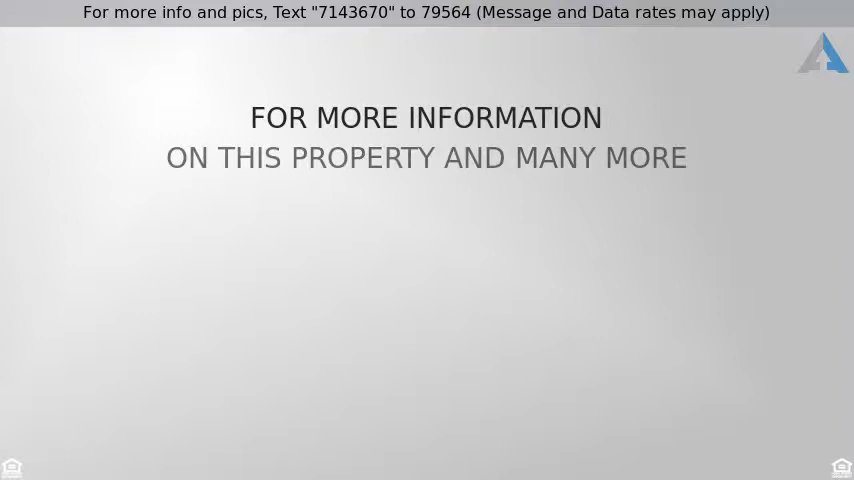 For more info and pics, Text "7143670" to 79564 (Message and Data rates may apply)
FOR MORE INFORMATION
ON THIS PROPERTY AND MANY MORE